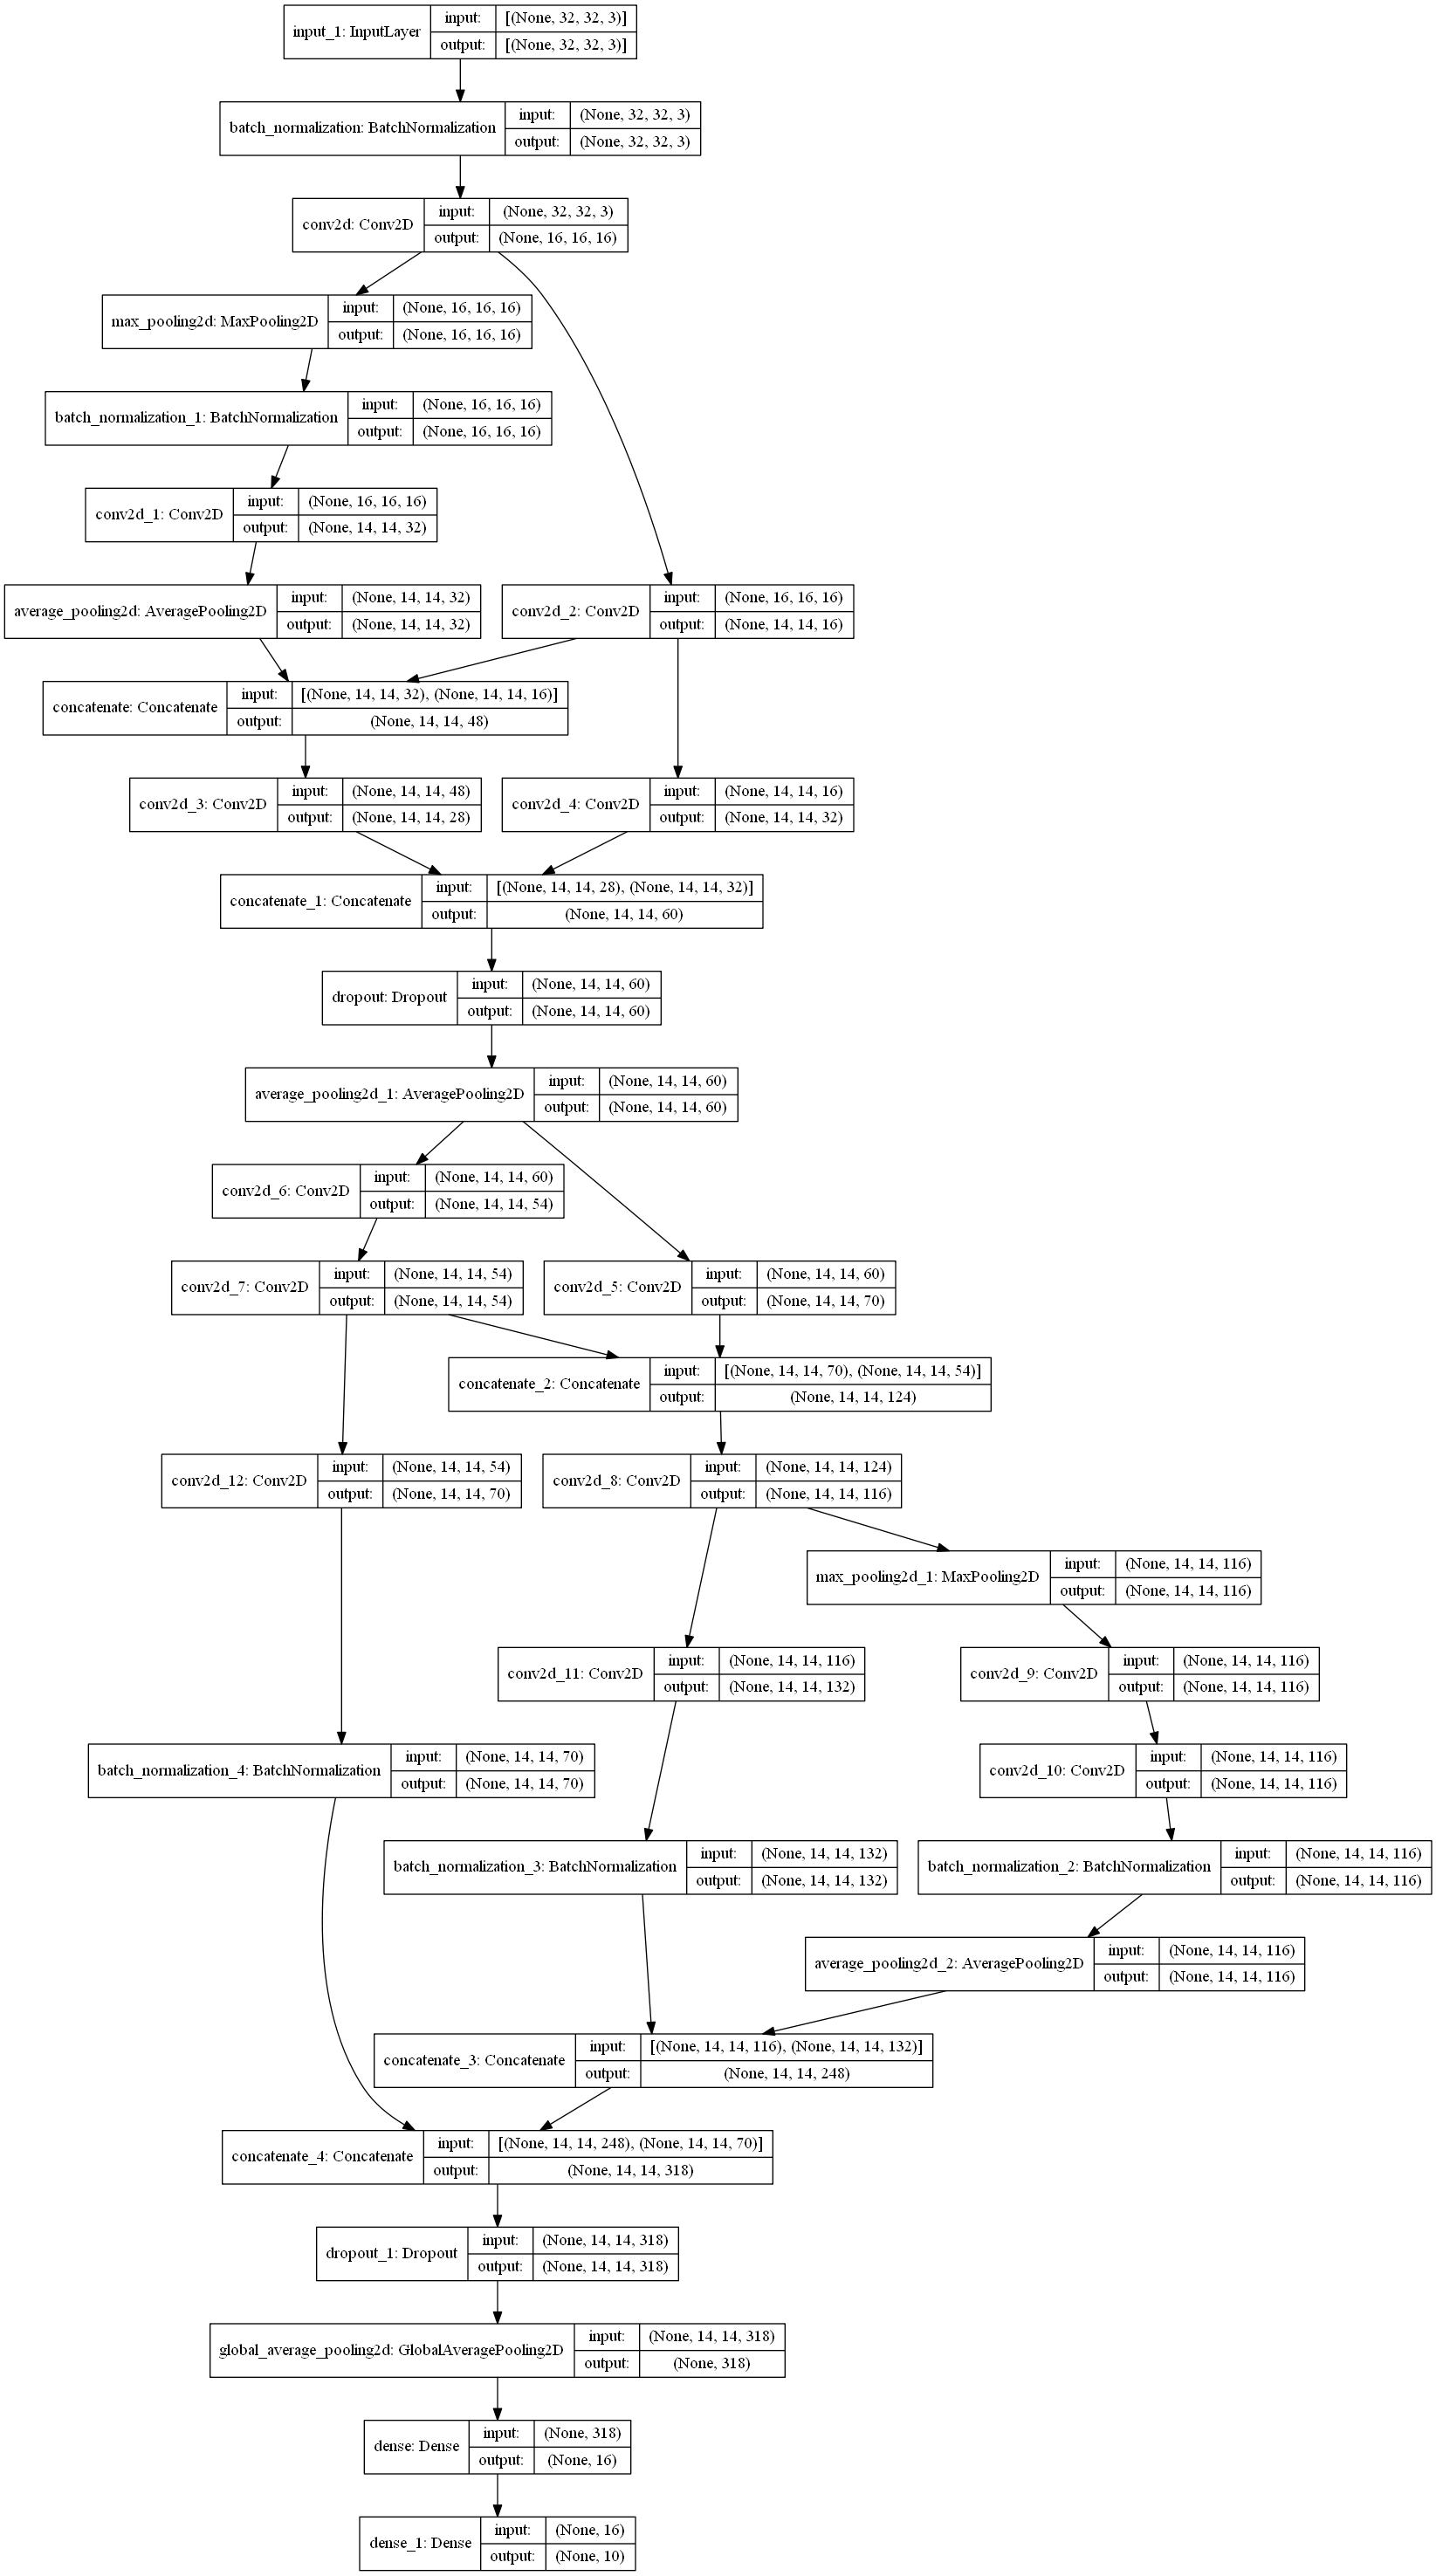 input_1: InputLayer
input: [(None, 32, 32, 3)]
output: [(None, 32, 32, 3)]
batch_normalization: BatchNormalization
input: (None, 32, 32, 3)
output: (None, 32, 32, 3)
conv2d: Conv2D
input: (None, 32, 32, 3)
output: (None, 16, 16, 16)
max_pooling2d: MaxPooling2D
input: (None, 16, 16, 16)
output: (None, 16, 16, 16)
batch_normalization_1: BatchNormalization
input: (None, 16, 16, 16)
output: (None, 16, 16, 16)
conv2d_1: Conv2D
input: (None, 16, 16, 16)
output: (None, 14, 14, 32)
average_pooling2d: AveragePooling2D
input: (None, 14, 14, 32)
output: (None, 14, 14, 32)
conv2d_2: Conv2D
input: (None, 16, 16, 16)
output: (None, 14, 14, 16)
concatenate: Concatenate
input: [(None, 14, 14, 32), (None, 14, 14, 16)]
output: (None, 14, 14, 48)
conv2d_3: Conv2D
input: (None, 14, 14, 48)
output: (None, 14, 14, 28)
conv2d_4: Conv2D
input: (None, 14, 14, 16)
output: (None, 14, 14, 32)
concatenate_1: Concatenate
input: [(None, 14, 14, 28), (None, 14, 14, 32)]
output: (None, 14, 14, 60)
dropout: Dropout
input: (None, 14, 14, 60)
output: (None, 14, 14, 60)
average_pooling2d_1: AveragePooling2D
input: (None, 14, 14, 60)
output: (None, 14, 14, 60)
conv2d_6: Conv2D
input: (None, 14, 14, 60)
output: (None, 14, 14, 54)
conv2d_7: Conv2D
input: (None, 14, 14, 54)
output: (None, 14, 14, 54)
conv2d_5: Conv2D
input: (None, 14, 14, 60)
output: (None, 14, 14, 70)
concatenate_2: Concatenate
input: [(None, 14, 14, 70), (None, 14, 14, 54)]
output: (None, 14, 14, 124)
conv2d_12: Conv2D
input: (None, 14, 14, 54)
output: (None, 14, 14, 70)
conv2d_8: Conv2D
input: (None, 14, 14, 124)
output: (None, 14, 14, 116)
max_pooling2d_1: MaxPooling2D
input: (None, 14, 14, 116)
output: (None, 14, 14, 116)
conv2d_11: Conv2D
input: (None, 14, 14, 116)
output: (None, 14, 14, 132)
conv2d_9: Conv2D
input: (None, 14, 14, 116)
output: (None, 14, 14, 116)
batch_normalization_4: BatchNormalization
input: (None, 14, 14, 70)
output: (None, 14, 14, 70)
conv2d_10: Conv2D
input: (None, 14, 14, 116)
output: (None, 14, 14, 116)
batch_normalization_3: BatchNormalization
input: (None, 14, 14, 132)
output: (None, 14, 14, 132)
batch_normalization_2: BatchNormalization
input: (None, 14, 14, 116)
output: (None, 14, 14, 116)
average_pooling2d_2: AveragePooling2D
input: (None, 14, 14, 116)
output: (None, 14, 14, 116)
concatenate_3: Concatenate
input: [(None, 14, 14, 116), (None, 14, 14, 132)]
output: (None, 14, 14, 248)
concatenate_4: Concatenate
input: [(None, 14, 14, 248), (None, 14, 14, 70)]
output: (None, 14, 14, 318)
dropout_1: Dropout
input: (None, 14, 14, 318)
output: (None, 14, 14, 318)
global_average_pooling2d: GlobalAveragePooling2D
input: (None, 14, 14, 318)
output: (None, 318)
dense: Dense
input: (None, 318)
output: (None, 16)
dense_1: Dense
input: (None, 16)
output: (None, 10)